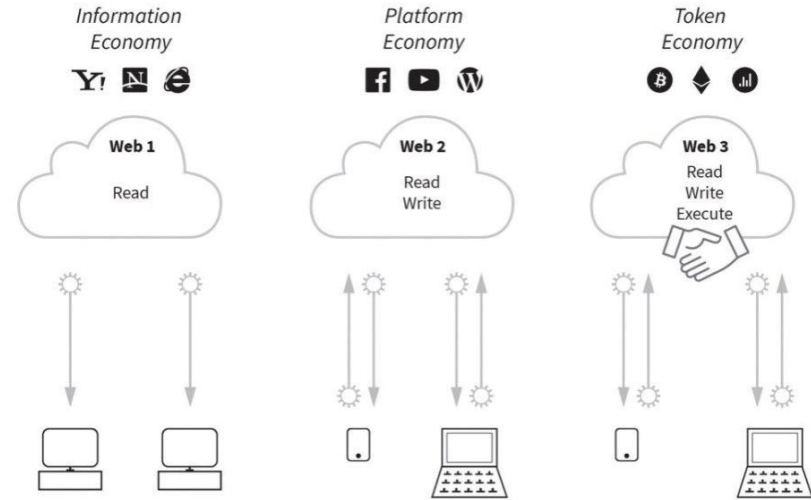 Information
Economy
Y!
N
Web 1
Read
Platform
Economy
f
W
Web 2
Read
Write
Token
Economy
₿
Web 3
Read
Write
Execute